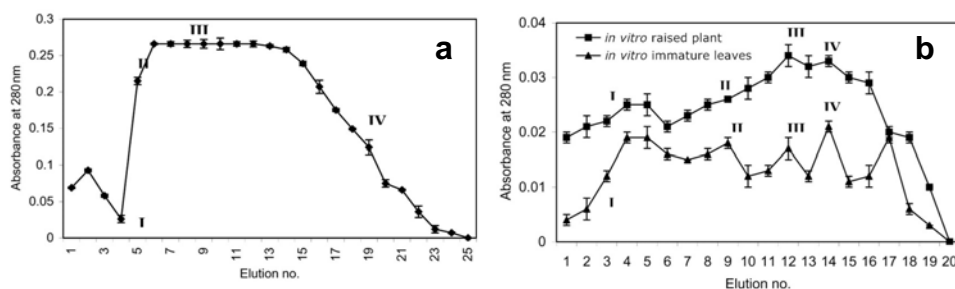 a
Absorbance at 280 nm
0.3
0.25
0.2
0.15
0.1
0.05
0
I
II
III
IV
1 3 5 7 9 11 13 15 17 19 21 23 25
Elution no.
b
in vitro raised plant
in vitro immature leaves
Absorbance at 280 nm
0.04
0.03
0.02
0.01
0
I
II
III
IV
I
II
III
IV
1 2 3 4 5 6 7 8 9 10 11 12 13 14 15 16 17 18 19 20
Elution no.